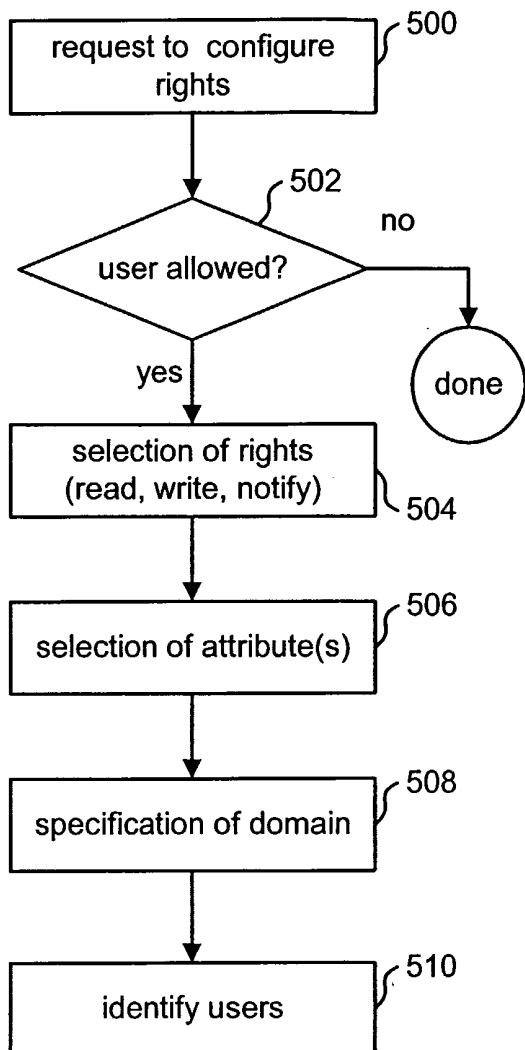 request to configure
rights
500
502
user allowed?
no
yes
done
selection of rights
(read, write, notify)
504
506
selection of attribute(s)
508
specification of domain
510
identify users